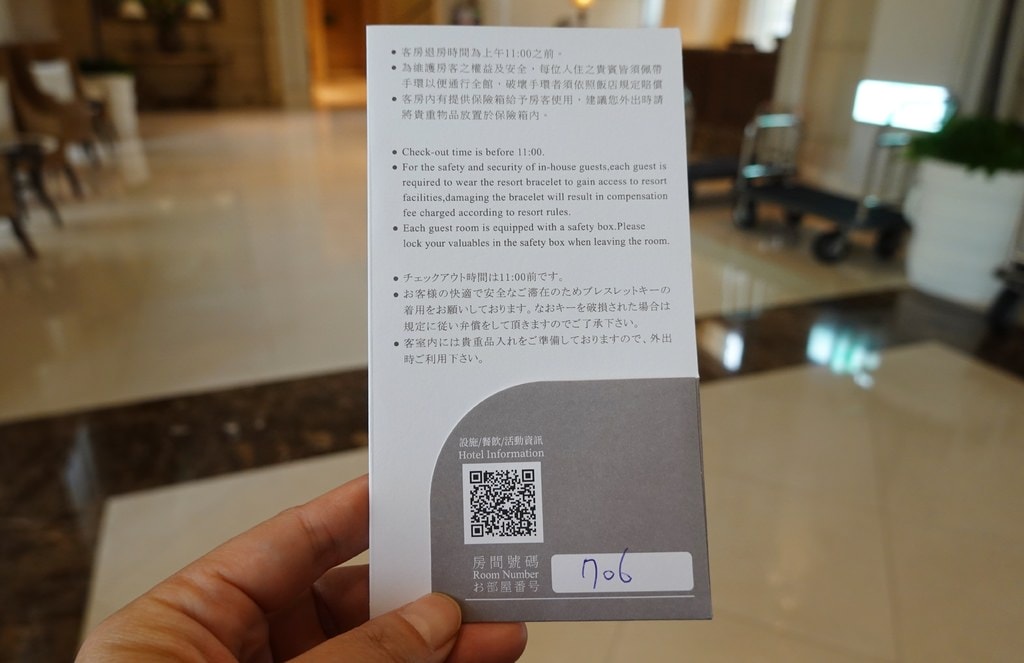 • 客房退房時間為上午11:00之前。
• 為維護房客之權益及安全，每位入住之貴賓皆須佩帶
手環以便通行全館，破壞手環者須依照飯店規定賠償
• 客房內有提供保險箱給予房客使用，建議您外出時請
將貴重物品放置於保險箱內。
• Check-out time is before 11:00.
• For the safety and security of in-house guests,each guest is
required to wear the resort bracelet to gain access to resort
facilities,damaging the bracelet will result in compensation
fee charged according to resort rules.
• Each guest room is equipped with a safety box.Please
lock your valuables in the safety box when leaving the room.
• チェックアウト時間は11:00前です。
• お客様の快適で安全なご滞在のためブレスレットキーの
着用をお願いしております。なおキーを破損された場合は
規定に従い弁償をして頂きますのでご了承下さい。
• 客室内には貴重品入れをご準備しておりますので、外出
時ご利用下さい。
設施/餐飲/活動資訊
Hotel Information
房間號碼
Room Number
お部屋番号
706